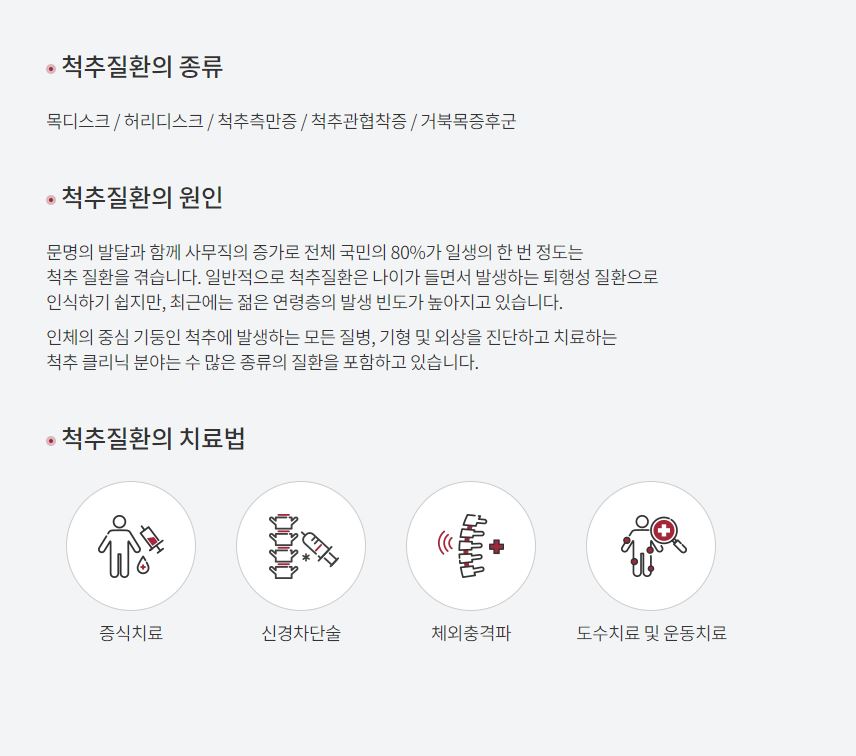 척추질환의 종류
목디스크 / 허리디스크 / 척추측만증 / 척추관협착증 / 거북목증후군
척추질환의 원인
문명의 발달과 함께 사무직의 증가로 전체 국민의 80%가 일생의 한 번 정도는
척추 질환을 겪습니다. 일반적으로 척추질환은 나이가 들면서 발생하는 퇴행성 질환으로
인식하기 쉽지만, 최근에는 젊은 연령층의 발생 빈도가 높아지고 있습니다.
인체의 중심 기둥인 척추에 발생하는 모든 질병, 기형 및 외상을 진단하고 치료하는
척추 클리닉 분야는 수 많은 종류의 질환을 포함하고 있습니다.
척추질환의 치료법
증식치료
신경차단술
체외충격파
도수치료 및 운동치료